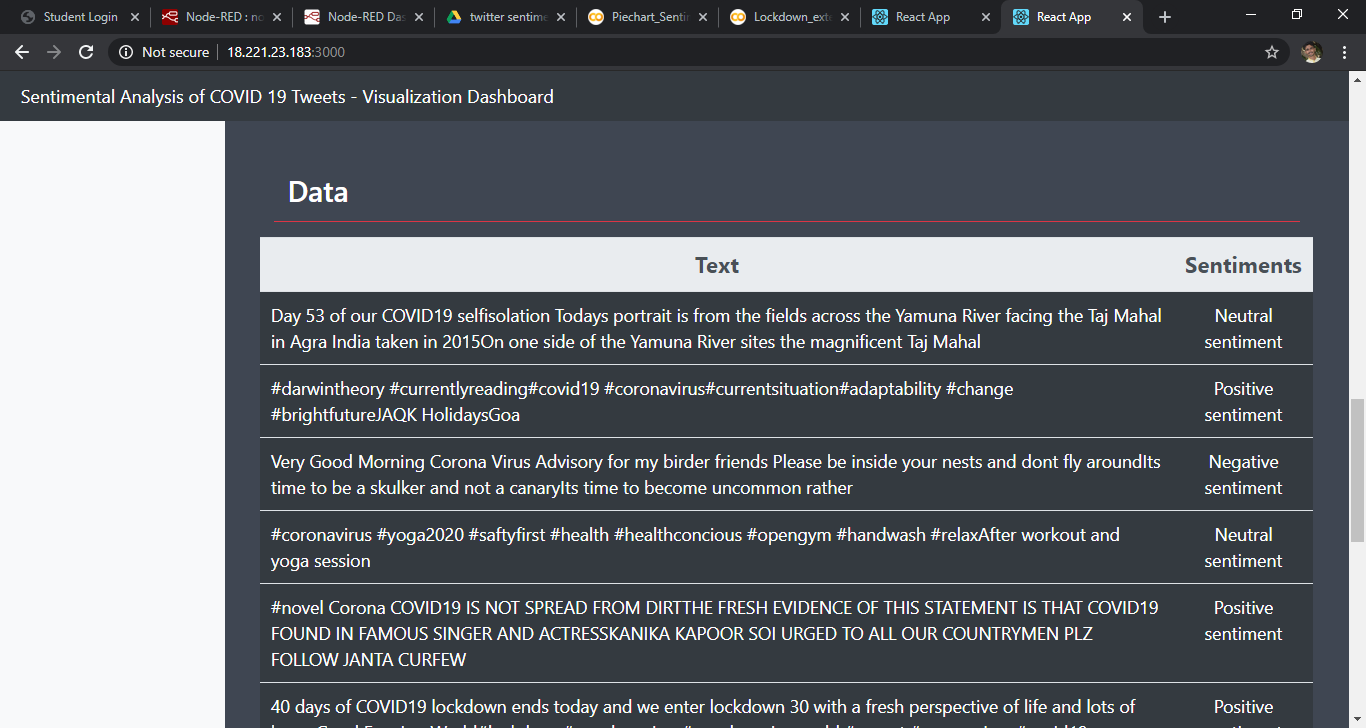 Student Login
Node-RED : no
Node-RED Das
twitter sentime
Piechart_Senti
Lockdown_exte
React App
React App
Not secure
18.221.23.183:3000
Sentimental Analysis of COVID 19 Tweets - Visualization Dashboard
Data
Text Sentiments
Day 53 of our COVID19 selfisolation Todays portrait is from the fields across the Yamuna River facing the Taj Mahal
in Agra India taken in 2015On one side of the Yamuna River sites the magnificent Taj Mahal
Neutral
sentiment
#darwintheory #currentlyreading#covid19 #coronavirus#currentsituation#adaptability #change
#brightfutureJAQK HolidaysGoa
Positive
sentiment
Very Good Morning Corona Virus Advisory for my birder friends Please be inside your nests and dont fly aroundIts
time to be a skulker and not a canaryIts time to become uncommon rather
Negative
sentiment
#coronavirus #yoga2020 #saftyfirst #health #healthconcious #opengym #handwash #relaxAfter workout and
yoga session
Neutral
sentiment
#novel Corona COVID19 IS NOT SPREAD FROM DIRTTHE FRESH EVIDENCE OF THIS STATEMENT IS THAT COVID19
FOUND IN FAMOUS SINGER AND ACTRESSKANIKA KAPOOR SOI URGED TO ALL OUR COUNTRYMEN PLZ
FOLLOW JANTA CURFEW
Positive
sentiment
40 days of COVID19 lockdown ends today and we enter lockdown 30 with a fresh perspective of life and lots of
Positive